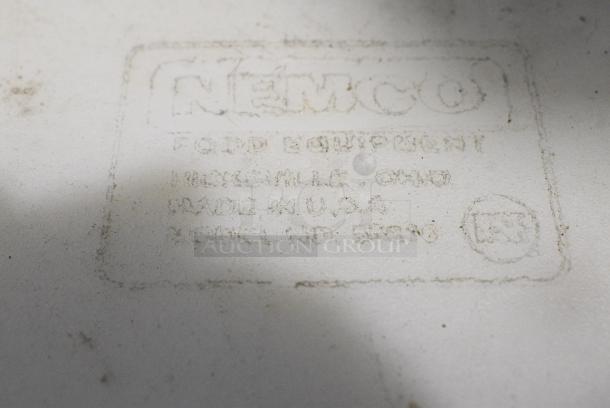 NEMCO
FOOD EQUIPMENT
HICKSVILLE, OHIO
MADE IN U.S.A
AUCTION GROUP